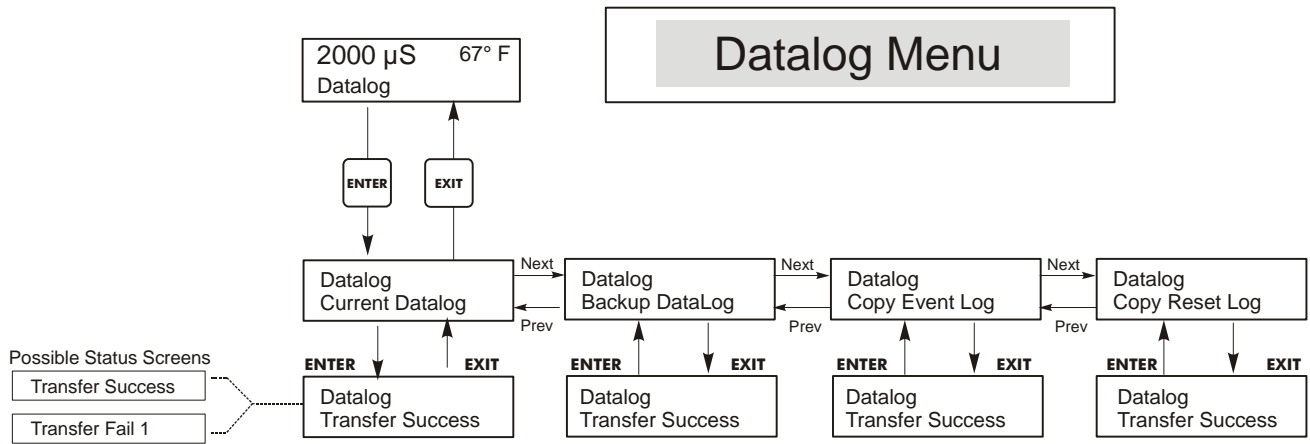 Datalog Menu
2000 µS 67° F
Datalog
ENTER EXIT
Datalog
Current Datalog
Next
Prev
Datalog
Backup DataLog
Next
Prev
Datalog
Copy Event Log
Next
Prev
Datalog
Copy Reset Log
Possible Status Screens
Transfer Success
Transfer Fail 1
ENTER EXIT
Datalog
Transfer Success
ENTER EXIT
Datalog
Transfer Success
ENTER EXIT
Datalog
Transfer Success
ENTER EXIT
Datalog
Transfer Success